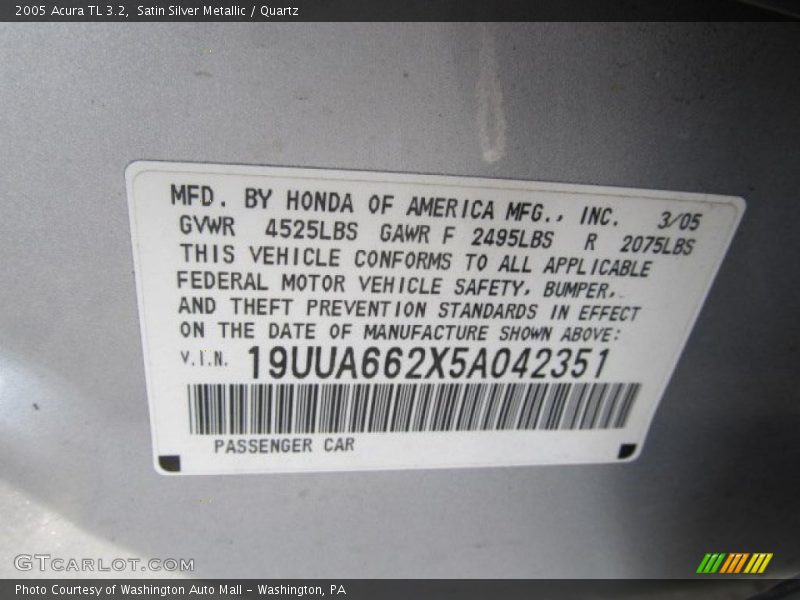 2005 Acura TL 3.2, Satin Silver Metallic / Quartz
MFD. BY HONDA OF AMERICA MFG., INC. 3/05
GVWR 4525LBS GAWR F 2495LBS R 2075LBS
THIS VEHICLE CONFORMS TO ALL APPLICABLE
FEDERAL MOTOR VEHICLE SAFETY, BUMPER,
AND THEFT PREVENTION STANDARDS IN EFFECT
ON THE DATE OF MANUFACTURE SHOWN ABOVE:
V.I.N. 19UUA662X5A042351
PASSENGER CAR
GTCARLOT.COM
Photo Courtesy of Washington Auto Mall - Washington, PA